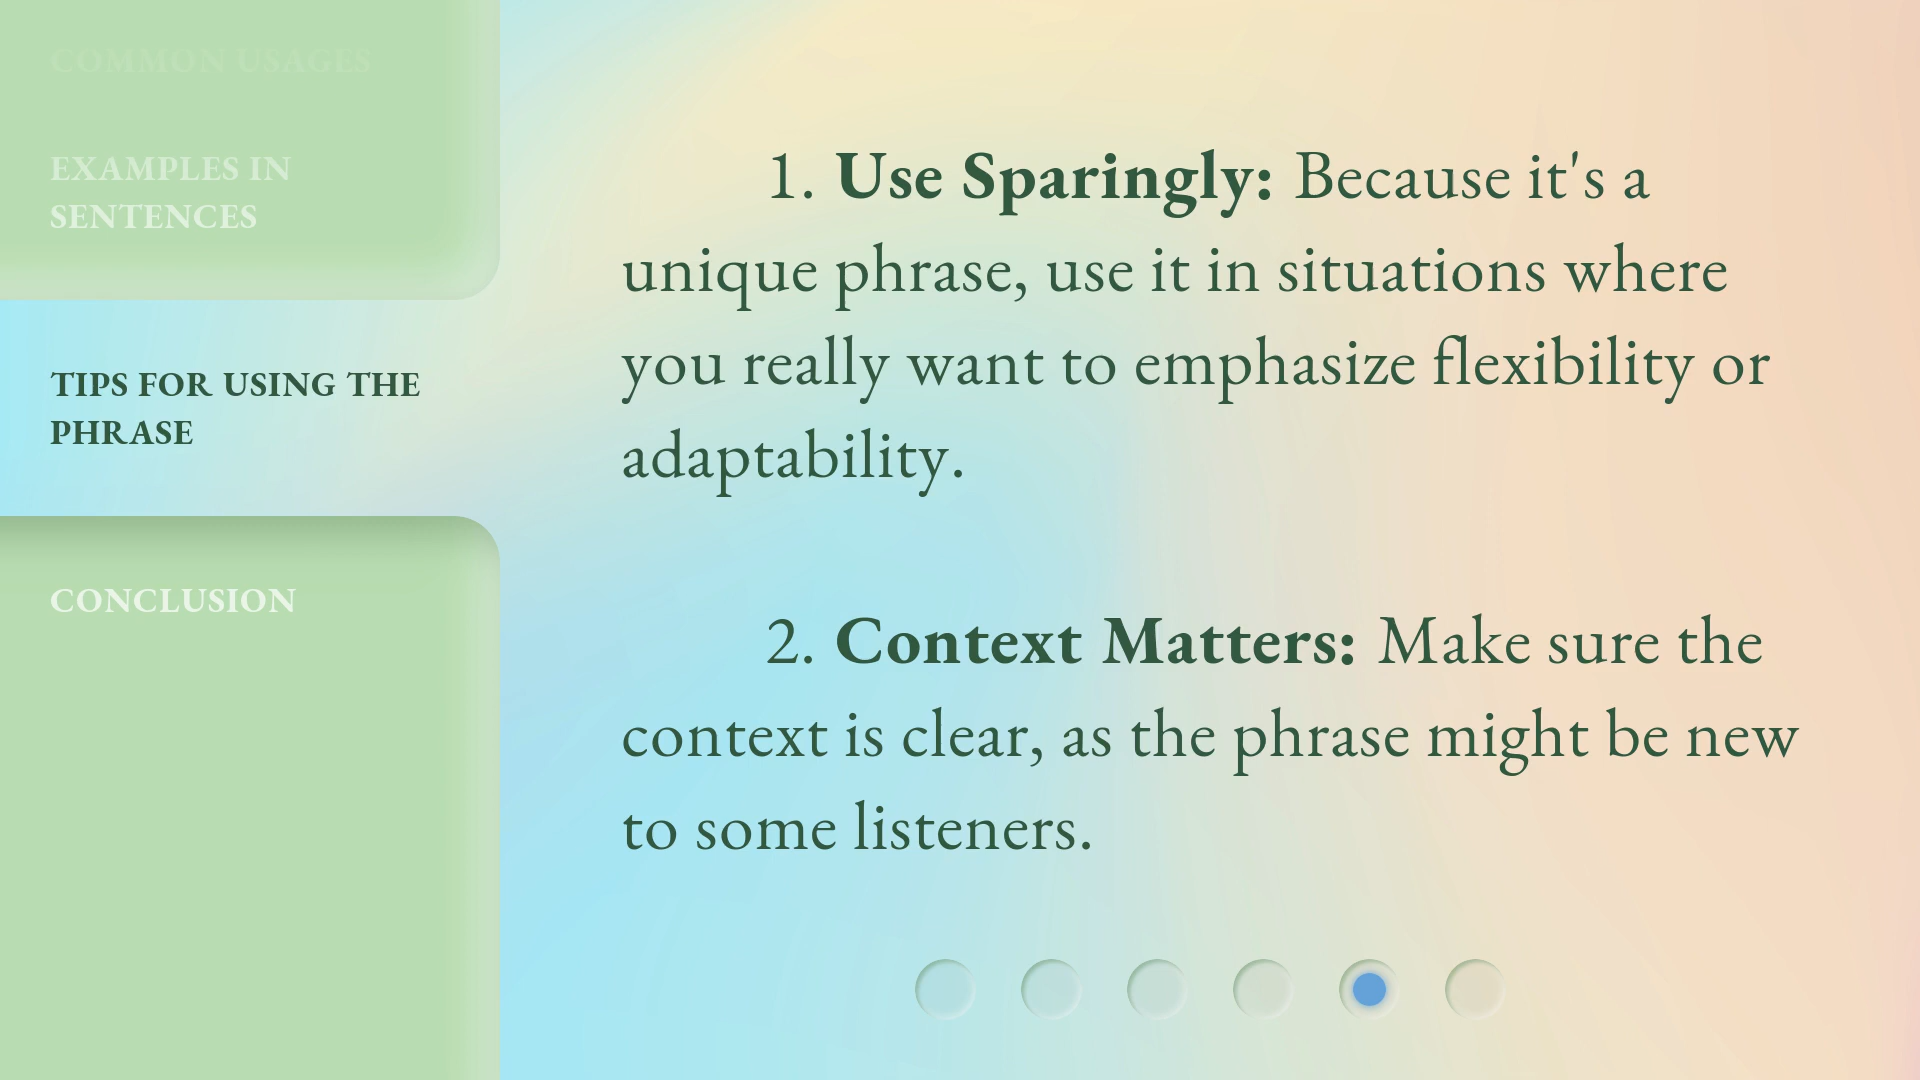 COMMON USAGES
EXAMPLES IN
SENTENCES
TIPS FOR USING THE
PHRASE
CONCLUSION
1. Use Sparingly: Because it's a
unique phrase, use it in situations where
you really want to emphasize flexibility or
adaptability.
2. Context Matters: Make sure the
context is clear, as the phrase might be new
to some listeners.